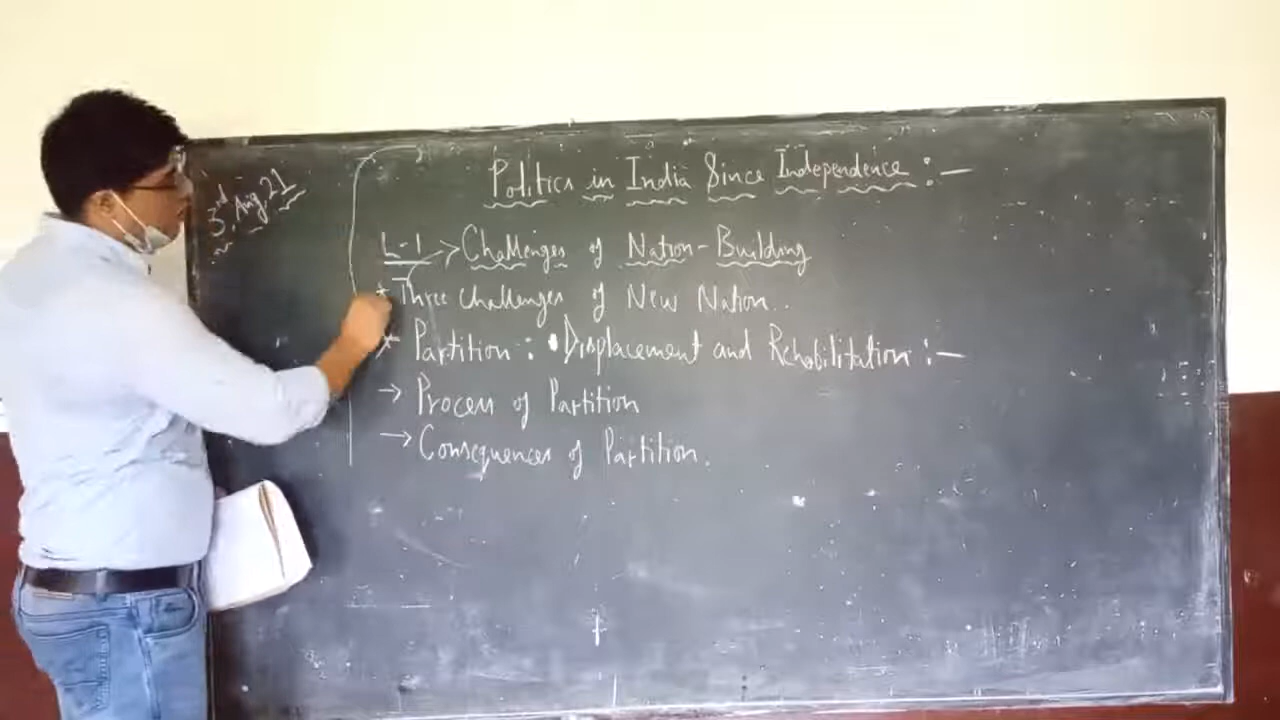 3rd, Aug, 21
Politics in India Since Independence :-
L-1 → Challenges of Nation-Building
* Three Challenges of New Nation..
* Partition : Displacement and Rehabilitation :-
→ Process of Partition
→ Consequences of Partition.